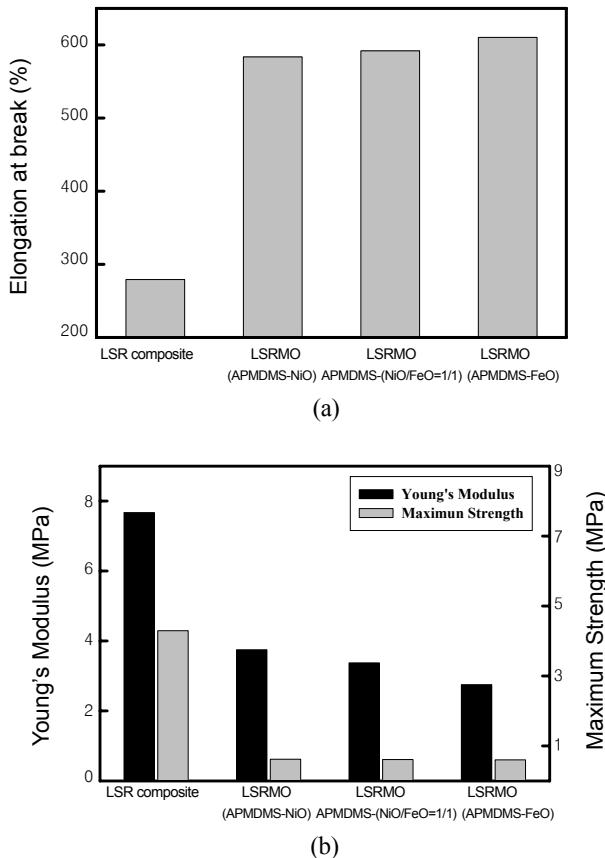 Elongation at break (%)
600
500
400
300
200
LSR composite
LSRMO
(APMDMS-NiO)
LSRMO
APMDMS-(NiO/FeO=1/1)
LSRMO
(APMDMS-FeO)
(a)
Young's Modulus (MPa)
8
6
4
2
0
Young's Modulus
Maximun Strength
9
7
5
3
1
Maximum Strength (MPa)
LSR composite
LSRMO
(APMDMS-NiO)
LSRMO
APMDMS-(NiO/FeO=1/1)
LSRMO
(APMDMS-FeO)
(b)